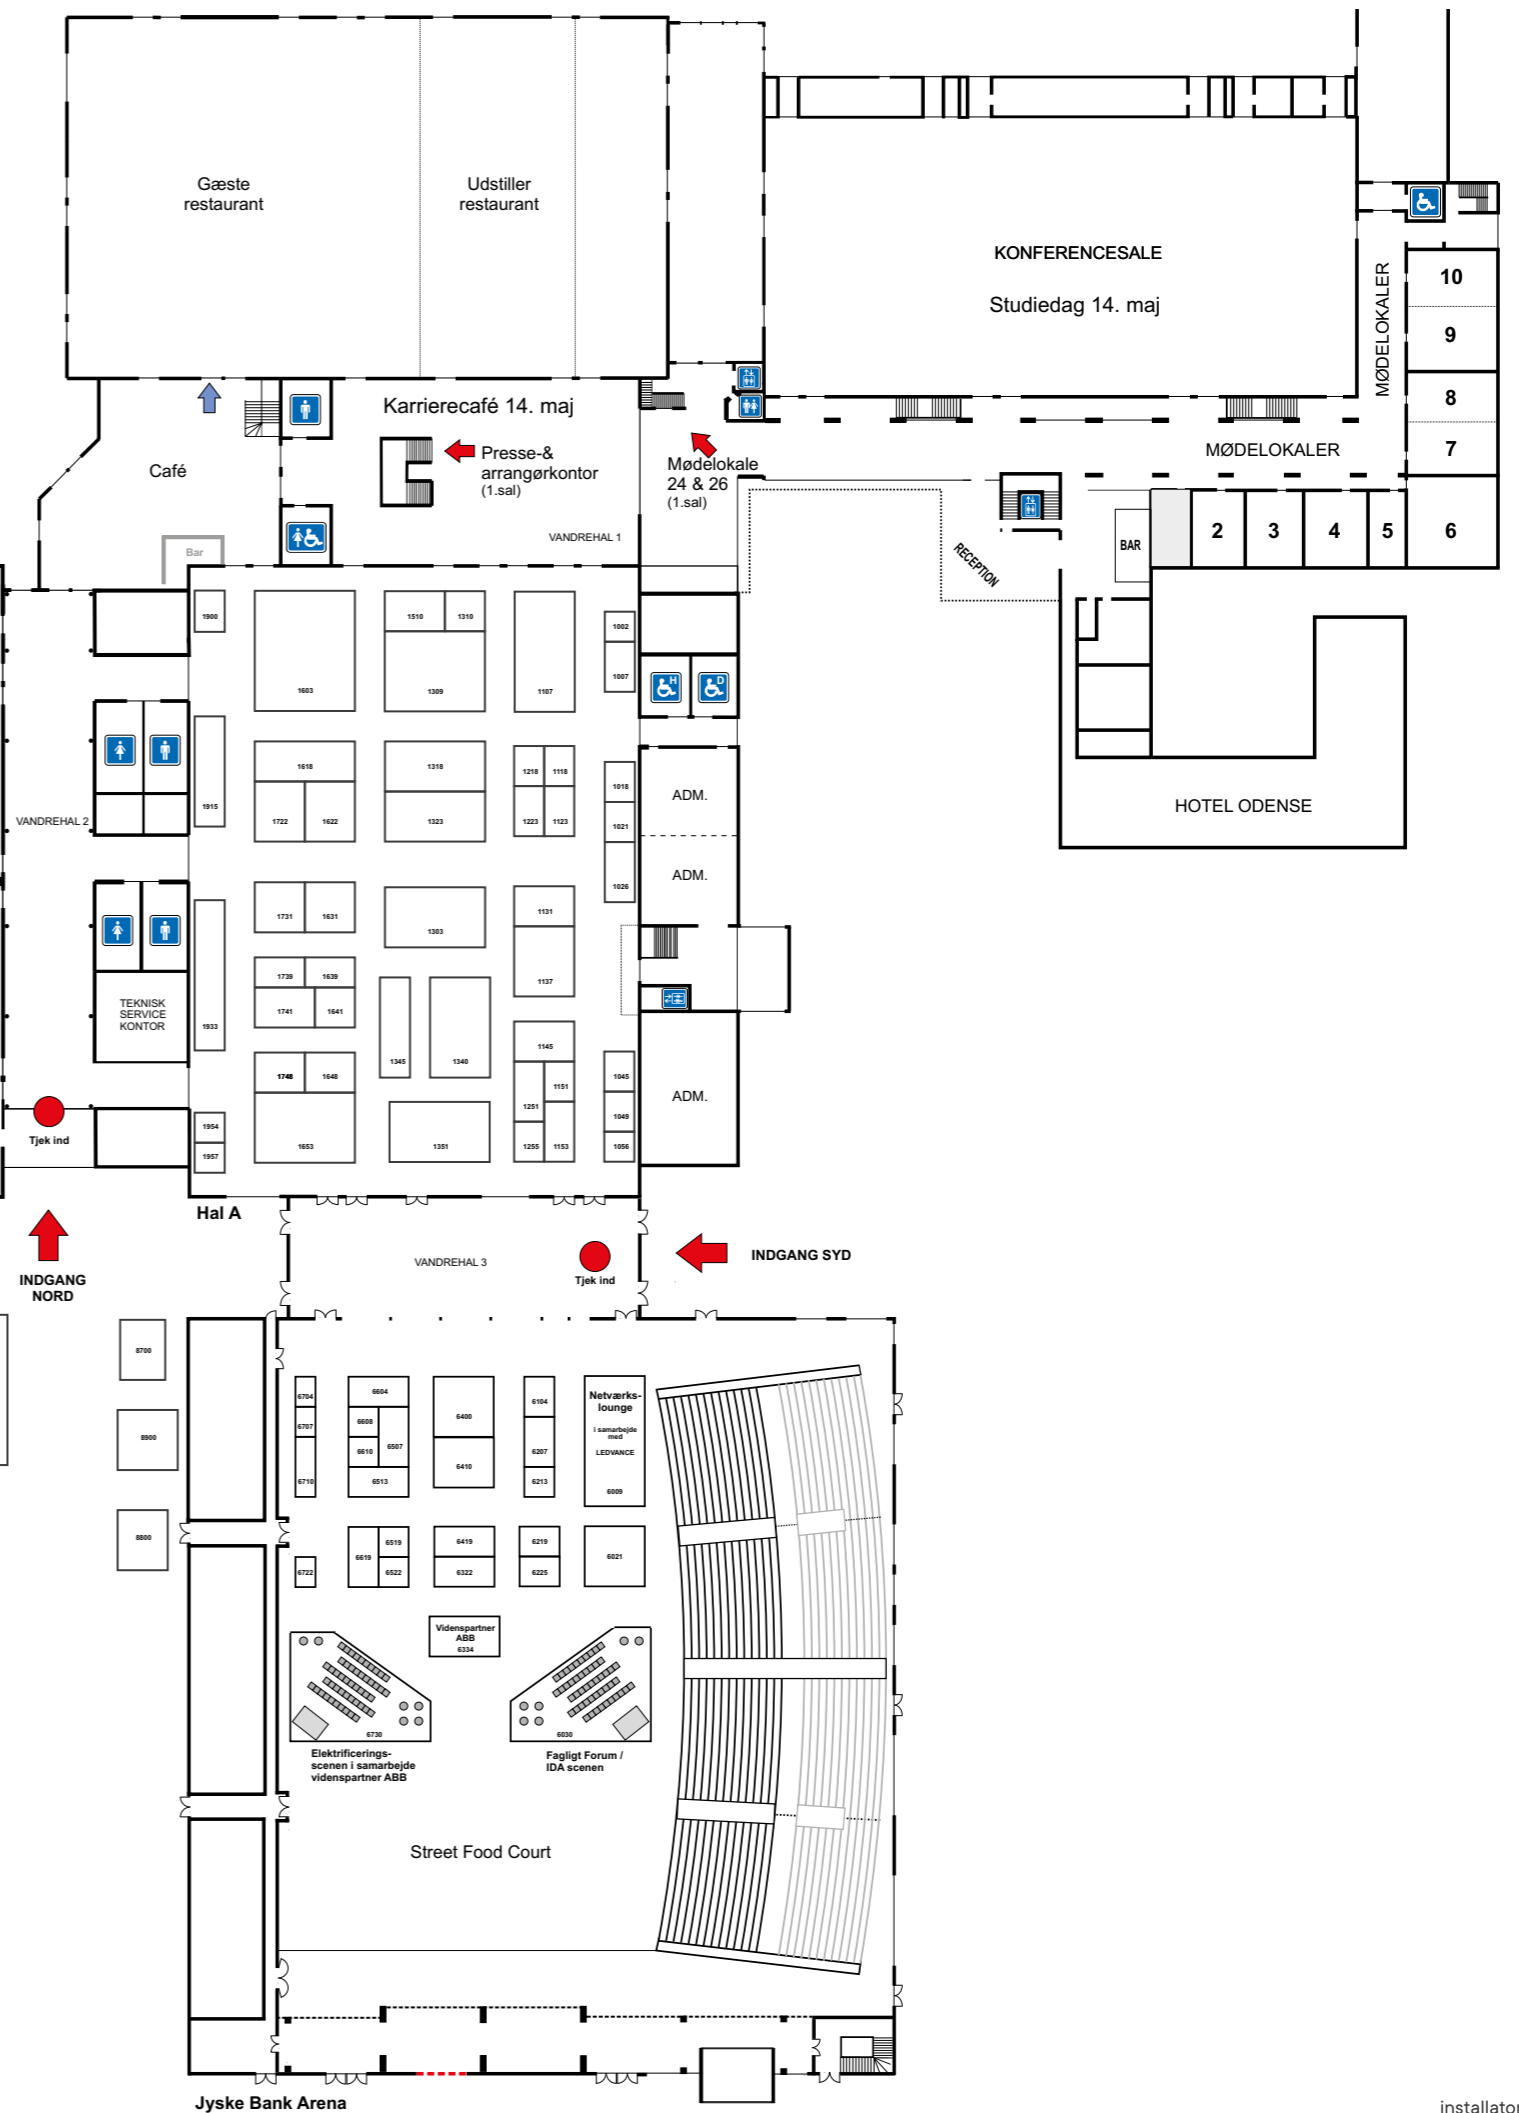 Gæste
restaurant
Udstiller
restaurant
KONFERENCESALE
Studiedag 14. maj
MØDELOKALER
10
9
8
7
Karrierecafé 14. maj
Café
Presse-&
arrangørkontor
(1.sal)
Mødelokale
24 & 26
(1.sal)
MØDELOKALER
VANDREHAL 1
Bar
RECEPTION
BAR
2
3
4
5
6
1900
1603
1510
1310
1309
1107
1002
1007
H
D
HOTEL ODENSE
VANDREHAL 2
1915
1618
1722
1622
1318
1323
1218
1118
1223
1123
1018
1021
1026
ADM.
ADM.
1933
1731
1631
1303
1131
1137
1739
1639
1741
1641
1345
1340
TEKNISK
SERVICE
KONTOR
1145
1151
1251
1255
1153
1045
1049
1056
ADM.
1748
1648
1653
1351
1954
1957
Tjek ind
Hal A
INDGANG
NORD
VANDREHAL 3
Tjek ind
INDGANG SYD
8700
8900
8800
6704
6707
6710
6604
6608
6610
6507
6513
6400
6410
6104
6207
6213
Netværks-
lounge
i samarbejde
med
LEDVANCE
6009
6722
6619
6519
6522
6419
6322
6219
6225
6021
Videnspartner
ABB
6334
6730
Elektrificerings-
scenen i samarbejde
videnspartner ABB
6030
Fagligt Forum /
IDA scenen
Street Food Court
Jyske Bank Arena
installator